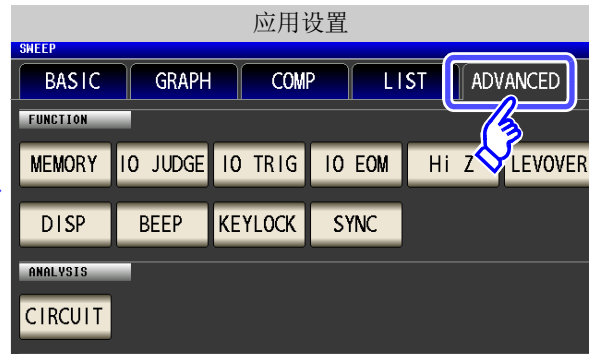 应用设置
SWEEP
BASIC GRAPH COMP LIST ADVANCED
FUNCTION
MEMORY IO JUDGE IO TRIG IO EOM Hi Z LEVOVER
DISP BEEP KEYLOCK SYNC
ANALYSIS
CIRCUIT